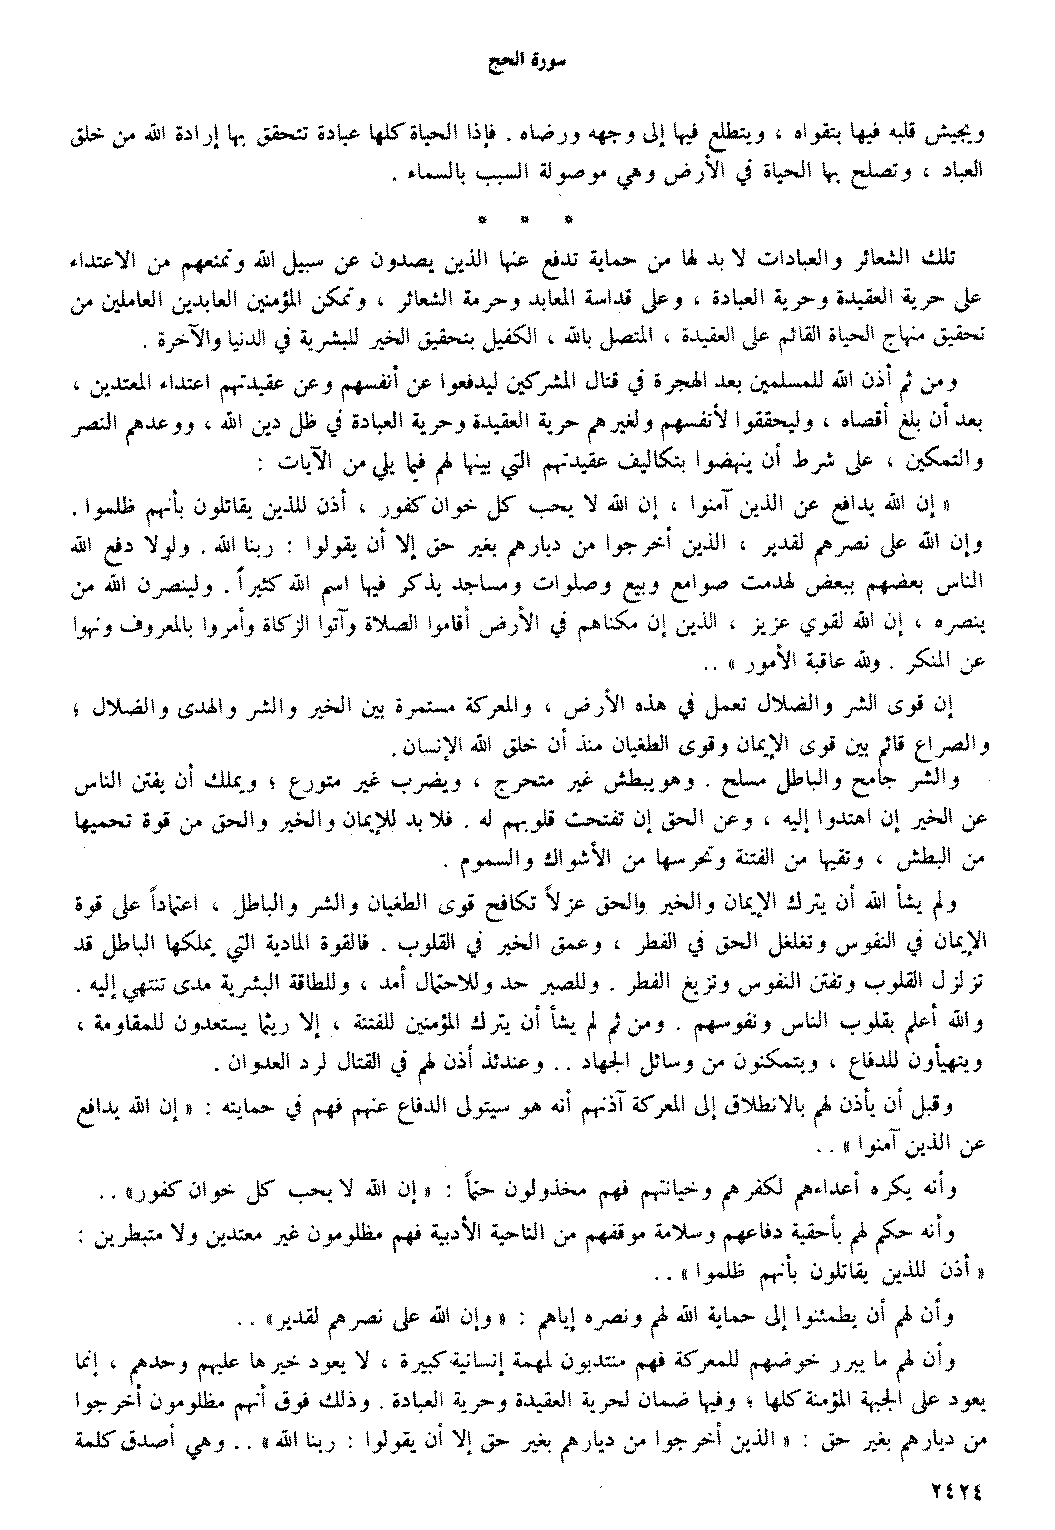 سورة الحج
ويجيش قلبه فيها بتقواه ، ويتطلع فيها إلى وجهه ورضاه . فإذا الحياة كلها عبادة تتحقق بها إرادة الله من خلق
العباد ، وتصلح بها الحياة في الأرض وهي موصولة السبب بالسماء .
* * *
تلك الشعائر والعبادات لا بد لها من حماية تدفع عنها الذين يصدون عن سبيل الله وتمنعهم من الاعتداء
على حرية العقيدة وحرية العبادة ، وعلى قداسة المعابد وحرمة الشعائر ، وتمكن المؤمنين العابدين العاملين من
تحقيق منهاج الحياة القائم على العقيدة ، المتصل بالله ، الكفيل بتحقيق الخير للبشرية في الدنيا والآخرة .
ومن ثم أذن الله للمسلمين بعد الهجرة في قتال المشركين ليدفعوا عن أنفسهم وعن عقيدتهم اعتداء المعتدين ،
بعد أن بلغ أقصاه ، وليحققوا لأنفسهم ولغيرهم حرية العقيدة وحرية العبادة في ظل دين الله ، ووعدهم النصر
والتمكين ، على شرط أن ينهضوا بتكاليف عقيدتهم التي بينها لهم فيما يلي من الآيات :
« إن الله يدافع عن الذين آمنوا ، إن الله لا يحب كل خوان كفور ، أذن للذين يقاتلون بأنهم ظلموا .
وإن الله على نصرهم لقدير ، الذين أخرجوا من ديارهم بغير حق إلا أن يقولوا : ربنا الله . ولولا دفع الله
الناس بعضهم ببعض لهدمت صوامع وبيع وصلوات ومساجد يذكر فيها اسم الله كثيراً . ولينصرن الله من
ينصره ، إن الله لقوي عزيز ، الذين إن مكناهم في الأرض أقاموا الصلاة وآتوا الزكاة وأمروا بالمعروف ونهوا
عن المنكر . ولله عاقبة الأمور » ..
إن قوى الشر والضلال تعمل في هذه الأرض ، والمعركة مستمرة بين الخير والشر والهدى والضلال ؛
والصراع قائم بين قوى الإيمان وقوى الطغيان منذ أن خلق الله الإنسان .
والشر جامح والباطل مسلح . وهو يبطش غير متحرج ، ويضرب غير متورع ؛ ويملك أن يفتن الناس
عن الخير إن اهتدوا إليه ، وعن الحق إن تفتحت قلوبهم له . فلا بد للإيمان والخير والحق من قوة تحميها
من البطش ، وتقيها من الفتنة وتحرسها من الأشواك والسموم .
ولم يشأ الله أن يترك الإيمان والخير والحق عزلاً تكافح قوى الطغيان والشر والباطل ، اعتماداً على قوة
الإيمان في النفوس وتغلغل الحق في الفطر ، وعمق الخير في القلوب . فالقوة المادية التي يملكها الباطل قد
تزلزل القلوب وتفتن النفوس وتزيغ الفطر . وللصبر حد وللاحتمال أمد ، وللطاقة البشرية مدى تنتهي إليه .
والله أعلم بقلوب الناس ونفوسهم . ومن ثم لم يشأ أن يترك المؤمنين للفتنة ، إلا ريثما يستعدون للمقاومة ،
ويتهيأون للدفاع ، ويتمكنون من وسائل الجهاد .. وعندئذ أذن لهم في القتال لرد العدوان .
وقبل أن يأذن لهم بالانطلاق إلى المعركة آذنهم أنه هو سيتولى الدفاع عنهم فهم في حمايته : « إن الله يدافع
عن الذين آمنوا » ..
وأنه يكره أعداءهم لكفرهم وخيانتهم فهم مخذولون حتماً : « إن الله لا يحب كل خوان كفور» ..
وأنه حكم لهم بأحقية دفاعهم وسلامة موقفهم من الناحية الأدبية فهم مظلومون غير معتدين ولا متبطرين :
« أذن للذين يقاتلون بأنهم ظلموا » ..
وأن لهم أن يطمئنوا إلى حماية الله لهم ونصره إياهم : « وإن الله على نصرهم لقدير» ..
وأن لهم ما يبرر خوضهم للمعركة فهم منتدبون لمهمة إنسانية كبيرة ، لا يعود خيرها عليهم وحدهم ، إنما
يعود على الجبهة المؤمنة كلها ؛ وفيها ضمان لحرية العقيدة وحرية العبادة . وذلك فوق أنهم مظلومون أخرجوا
من ديارهم بغير حق : « الذين أخرجوا من ديارهم بغير حق إلا أن يقولوا : ربنا الله » .. وهي أصدق كلمة
٢٤٢٤